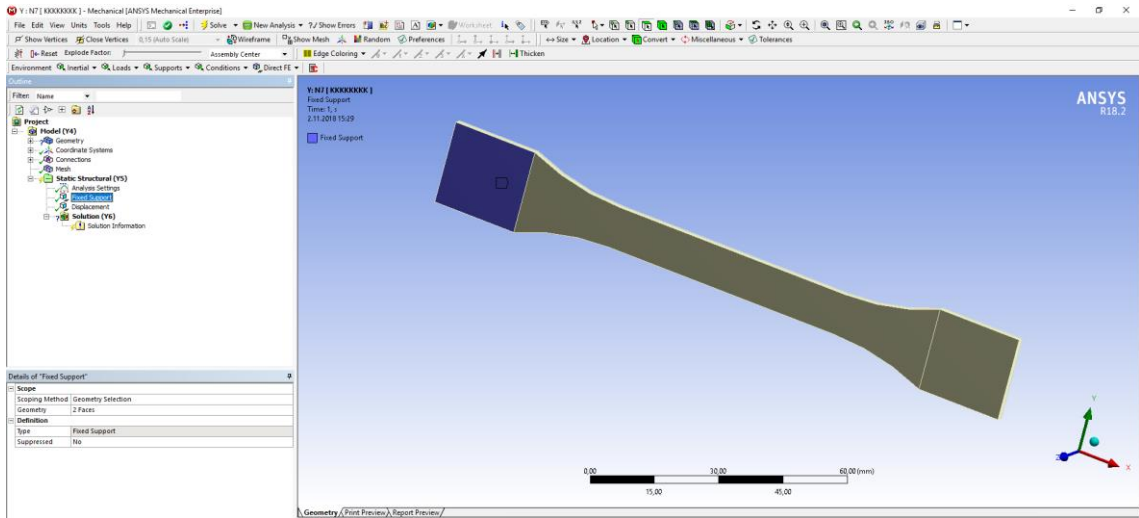 Y : N7 [ KKKKKKKK ] - Mechanical [ANSYS Mechanical Enterprise]
File Edit View Units Tools Help Solve New Analysis ?/ Show Errors Worksheet
Show Vertices Close Vertices 0,15 (Auto Scale) Wireframe Show Mesh Random Preferences Size Location Convert Miscellaneous Tolerances
Reset Explode Factor: Assembly Center Edge Coloring Thicken
Environment Inertial Loads Supports Conditions Direct FE
Outline
Filter: Name
Project
Model (Y4)
Geometry
Coordinate Systems
Connections
Mesh
Static Structural (Y5)
Analysis Settings
Fixed Support
Displacement
Solution (Y6)
Solution Information
Details of "Fixed Support"
Scope
Scoping Method Geometry Selection
Geometry 2 Faces
Definition
Type Fixed Support
Suppressed No
Y: N7 [ KKKKKKKK ]
Fixed Support
Time: 1, s
2.11.2018 15:29
Fixed Support
ANSYS
R18.2
Y
Z
X
0,00 30,00 60,00 (mm)
15,00 45,00
Geometry Print Preview Report Preview